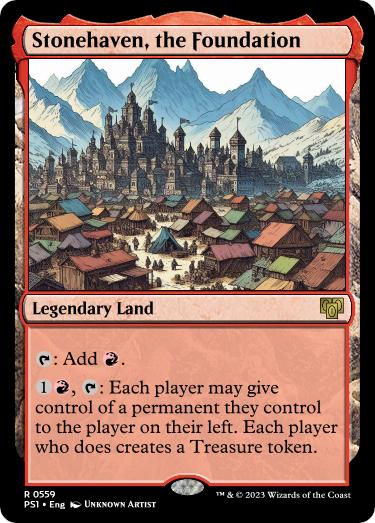 Stonehaven, the Foundation
Legendary Land
: Add R.
1 R, : Each player may give
control of a permanent they control
to the player on their left. Each player
who does creates a Treasure token.
R 0559
PS1 • Eng Unknown Artist
™ & © 2023 Wizards of the Coast